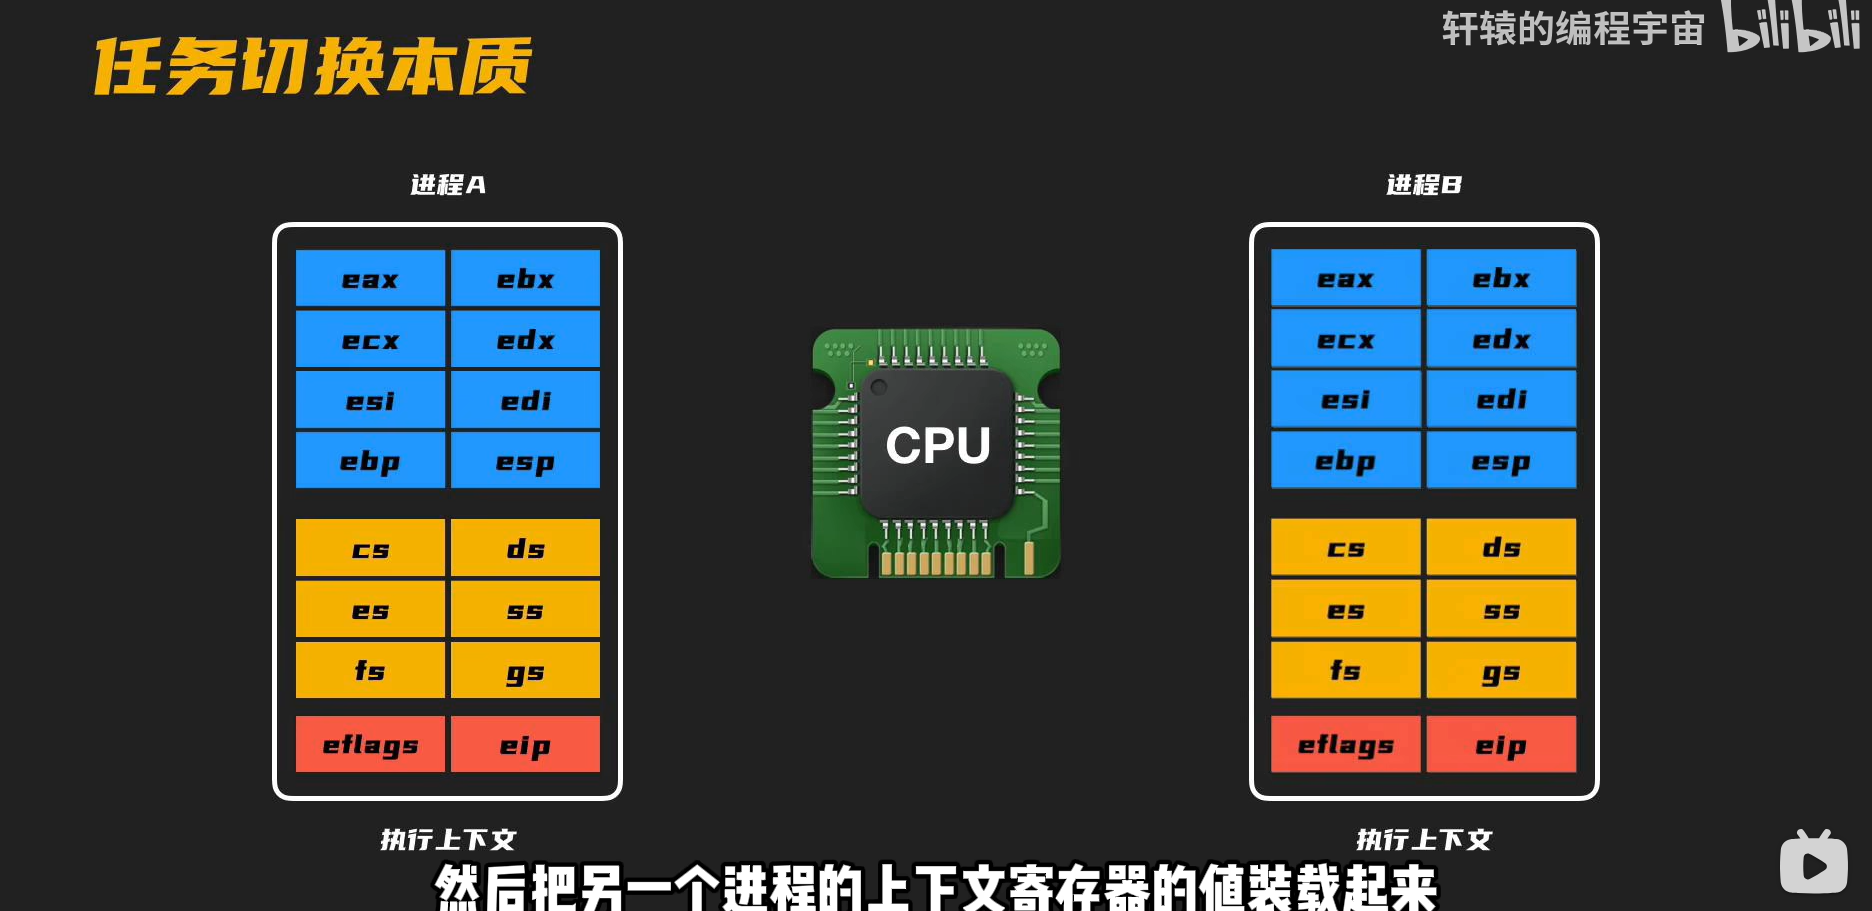 轩辕的编程宇宙 bilibili
任务切换本质
进程A
进程B
eax ebx
ecx edx
esi edi
ebp esp
cs ds
es ss
fs gs
eflags eip
CPU
eax ebx
ecx edx
esi edi
ebp esp
cs ds
es ss
fs gs
eflags eip
执行上下文
执行上下文
然后把另一个进程的上下文寄存器的值装载起来